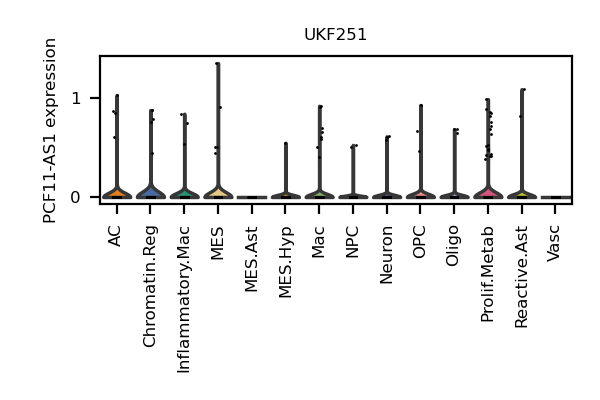 UKF251
PCF11-AS1 expression
1
0
AC
Chromatin.Reg
Inflammatory.Mac
MES
MES.Ast
MES.Hyp
Mac
NPC
Neuron
OPC
Oligo
Prolif.Metab
Reactive.Ast
Vasc